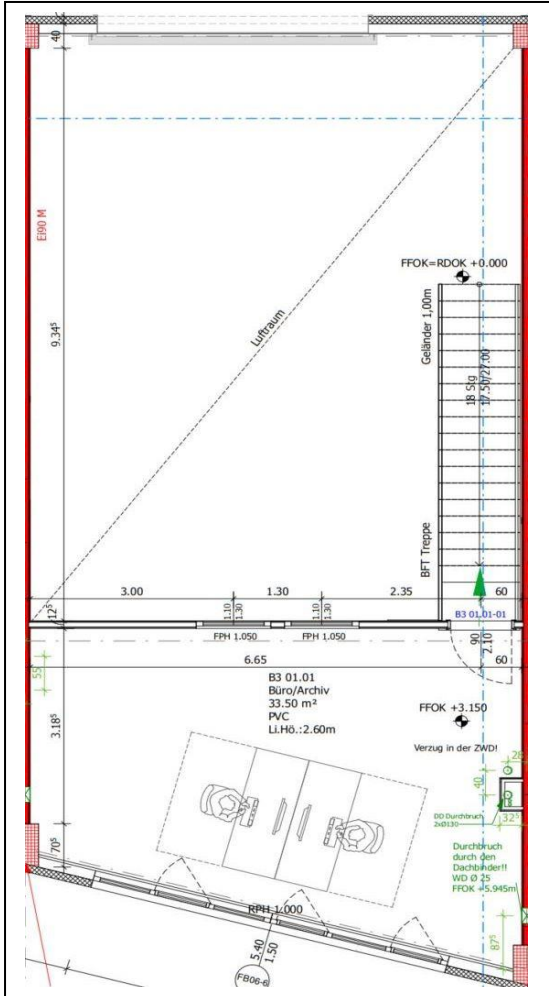 40
Ei90 M
9.34⁵
Luftraum
FFOK=RDOK +0.000
Geländer 1,00m
18 Stg
17.50/27.00
BFT Treppe
3.00
1.30
2.35
60
12⁵
1.10
1.30
1.10
1.30
B3 01.01-01
FPH 1.050
FPH 1.050
90
2.10
6.65
60
55
B3 01.01
Büro/Archiv
33.50 m²
PVC
Li.Hö.:2.60m
FFOK +3.150
3.18⁵
Verzug in der ZWD!
28
40
DD Durchbruch
2xØ130
32⁵
70⁵
Durchbruch
durch den
Dachbinder!!
WD Ø 25
FFOK +5.945m
RPH 1.000
87⁵
5.40
1.50
FB06-6